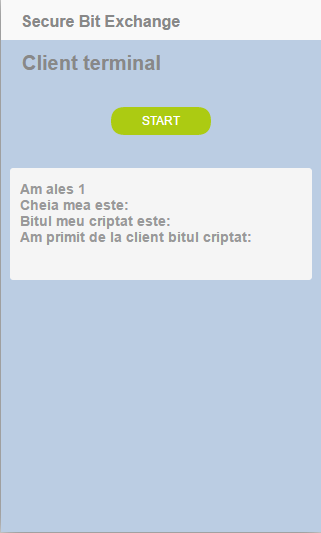 Secure Bit Exchange
Client terminal
START
Am ales 1
Cheia mea este:
Bitul meu criptat este:
Am primit de la client bitul criptat: